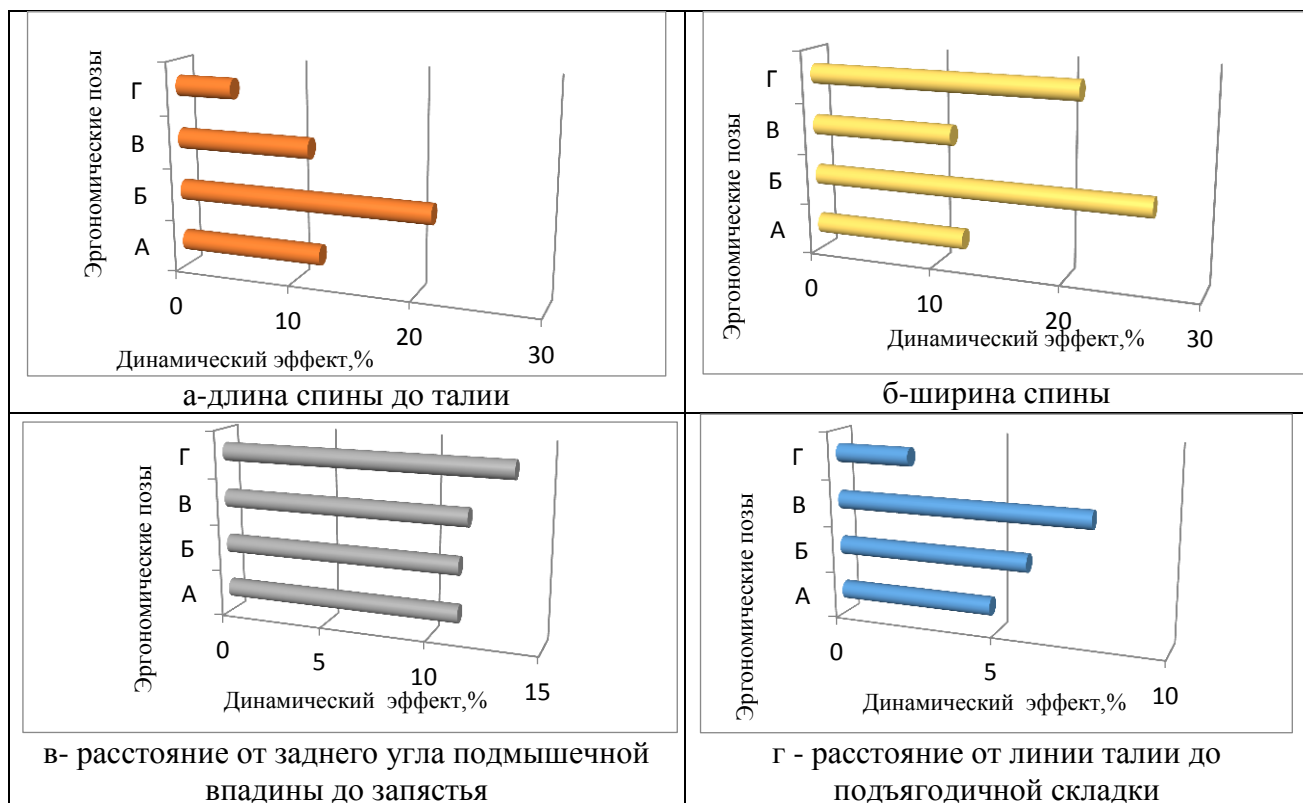 Эргономические позы
Г
В
Б
А
0
10
20
30
Динамический эффект,%
а-длина спины до талии
Эргономические позы
Г
В
Б
А
0
10
20
30
Динамический эффект,%
б-ширина спины
Эргономические позы
Г
В
Б
А
0
5
10
15
Динамический эффект,%
в- расстояние от заднего угла подмышечной
впадины до запястья
Эргономические позы
Г
В
Б
А
0
5
10
Динамический эффект,%
г - расстояние от линии талии до
подъягодичной складки